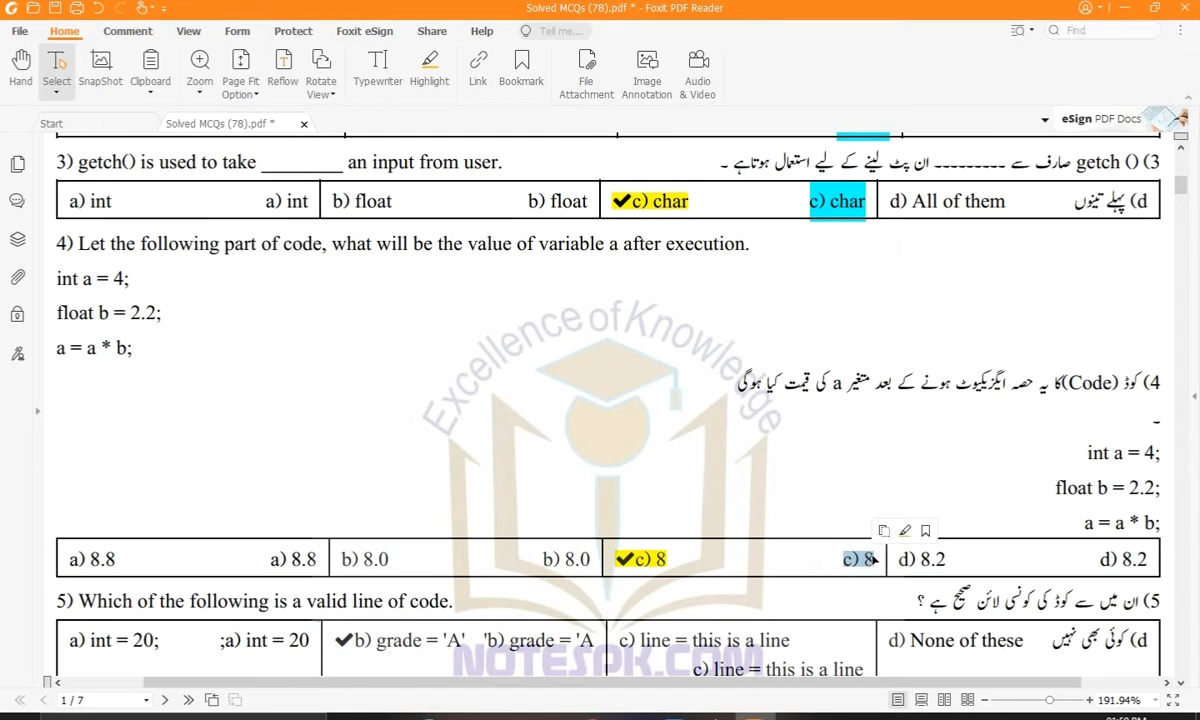 Solved MCQs (78).pdf * - Foxit PDF Reader
File Home Comment View Form Protect Foxit eSign Share Help Tell me... Find
Hand Select SnapShot Clipboard Zoom Page Fit Option Reflow Rotate View Typewriter Highlight Link Bookmark File Attachment Image Annotation Audio & Video
Start Solved MCQs (78).pdf * eSign PDF Docs
3) getch() is used to take ________ an input from user.
3) getch () صارف سے --------- ان پٹ لینے کے لیے استعمال ہوتاہے ۔
a) int a) int b) float b) float ✔c) char c) char d) All of them d) پہلے تینوں
4) Let the following part of code, what will be the value of variable a after execution.
int a = 4;
float b = 2.2;
a = a * b;
4) کوڈ (Code)کا یہ حصہ ایگزیکیوٹ ہونے کے بعد متغیر a کی قیمت کیا ہوگی
۔
int a = 4;
float b = 2.2;
a = a * b;
a) 8.8 a) 8.8 b) 8.0 b) 8.0 ✔c) 8 c) 8 d) 8.2 d) 8.2
5) Which of the following is a valid line of code.
5) ان میں سے کوڈ کی کونسی لائن صحیح ہے ؟
a) int = 20; ;a) int = 20 ✔b) grade = 'A' 'b) grade = 'A c) line = this is a line d) None of these d) کوئی بھی نہیں
c) line = this is a line
Excellence of Knowledge
NOTESPK.COM
1 / 7 191.94%